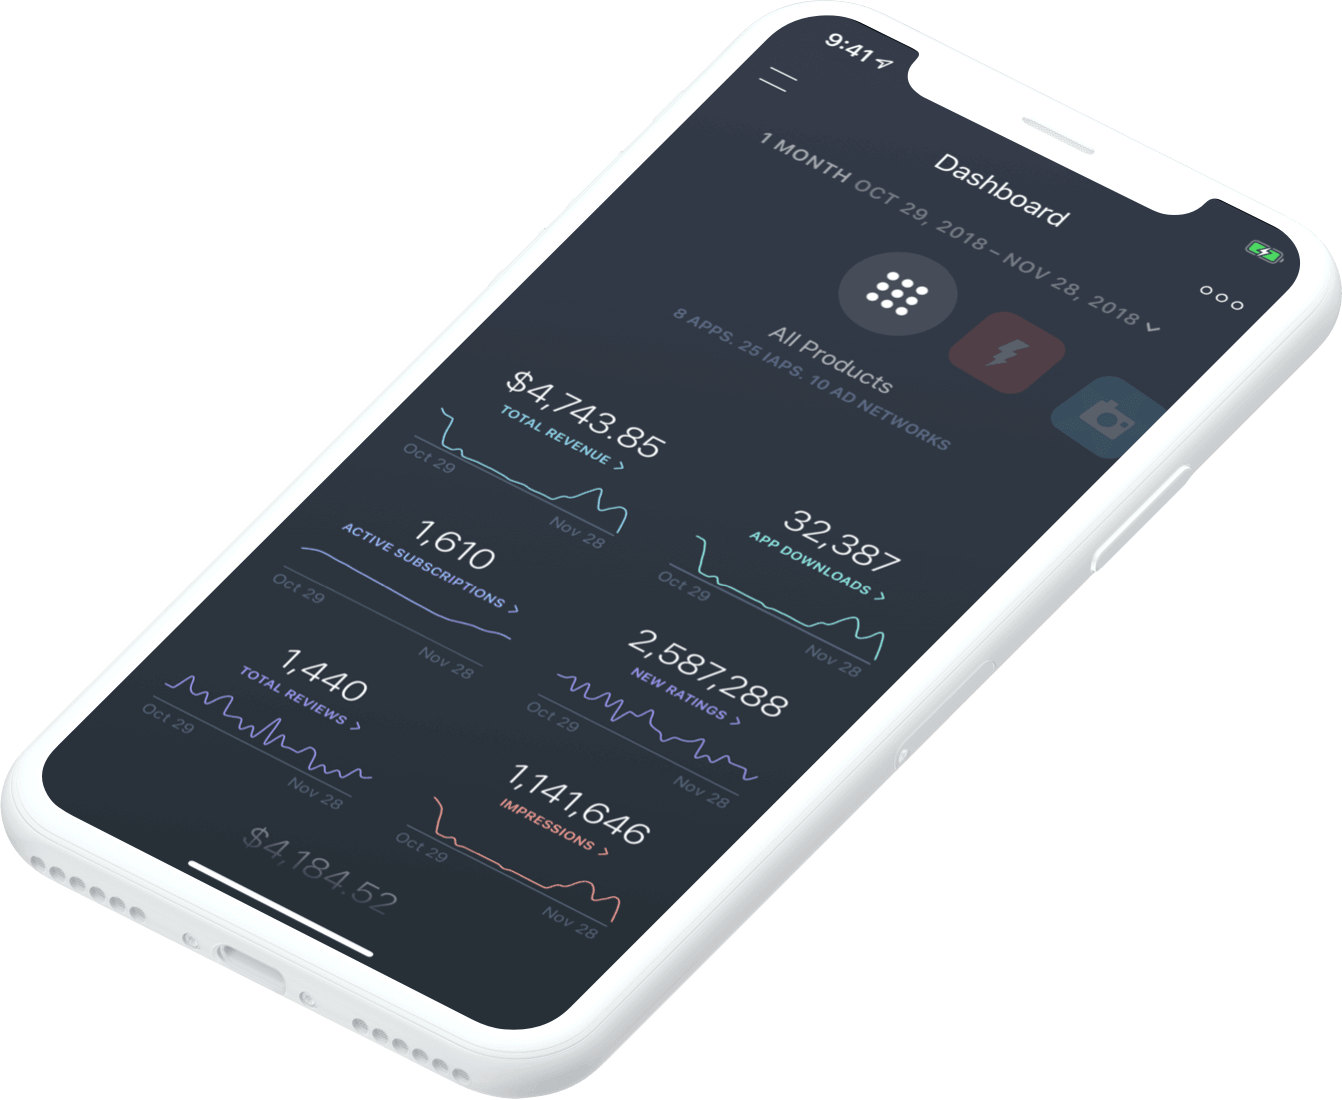 9:41
Dashboard
1 MONTH OCT 29, 2018 – NOV 28, 2018
All Products
8 APPS. 25 IAPS. 10 AD NETWORKS
$4,743.85
TOTAL REVENUE >
Oct 29
Nov 28
32,387
APP DOWNLOADS >
Oct 29
Nov 28
1,610
ACTIVE SUBSCRIPTIONS >
Oct 29
Nov 28
2,587,288
NEW RATINGS >
Oct 29
Nov 28
1,440
TOTAL REVIEWS >
Oct 29
Nov 28
1,141,646
IMPRESSIONS >
Oct 29
Nov 28
$4,184.52